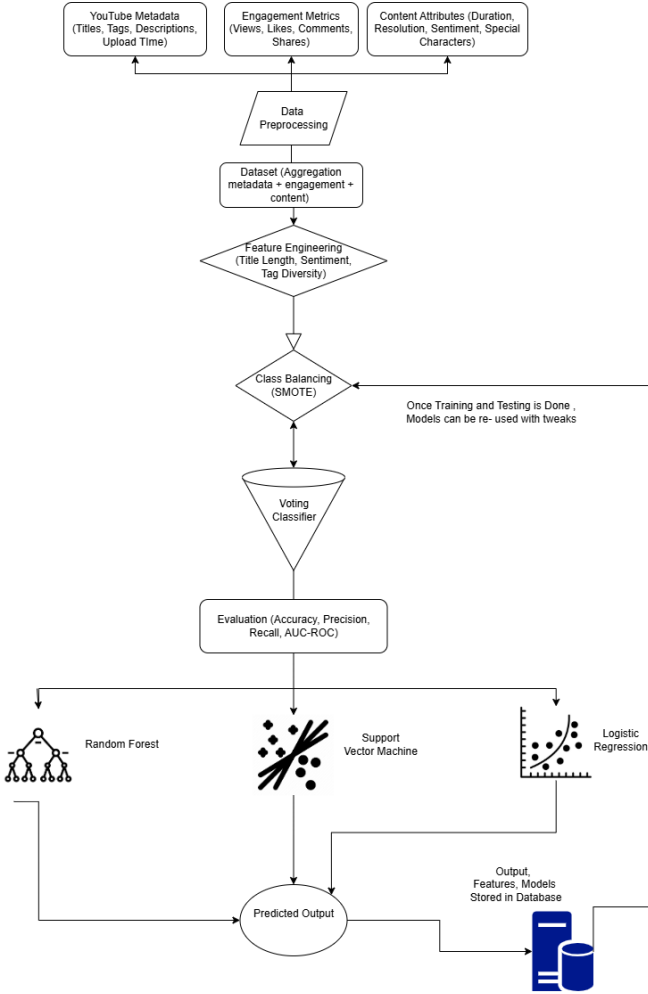 YouTube Metadata
(Titles, Tags, Descriptions,
Upload TIme)
Engagement Metrics
(Views, Likes, Comments,
Shares)
Content Attributes (Duration,
Resolution, Sentiment, Special
Characters)
Data
Preprocessing
Dataset (Aggregation
metadata + engagement +
content)
Feature Engineering
(Title Length, Sentiment,
Tag Diversity)
Class Balancing
(SMOTE)
Once Training and Testing is Done ,
Models can be re- used with tweaks
Voting
Classifier
Evaluation (Accuracy, Precision,
Recall, AUC-ROC)
Random Forest
Support
Vector Machine
Logistic
Regression
Predicted Output
Output,
Features, Models
Stored in Database